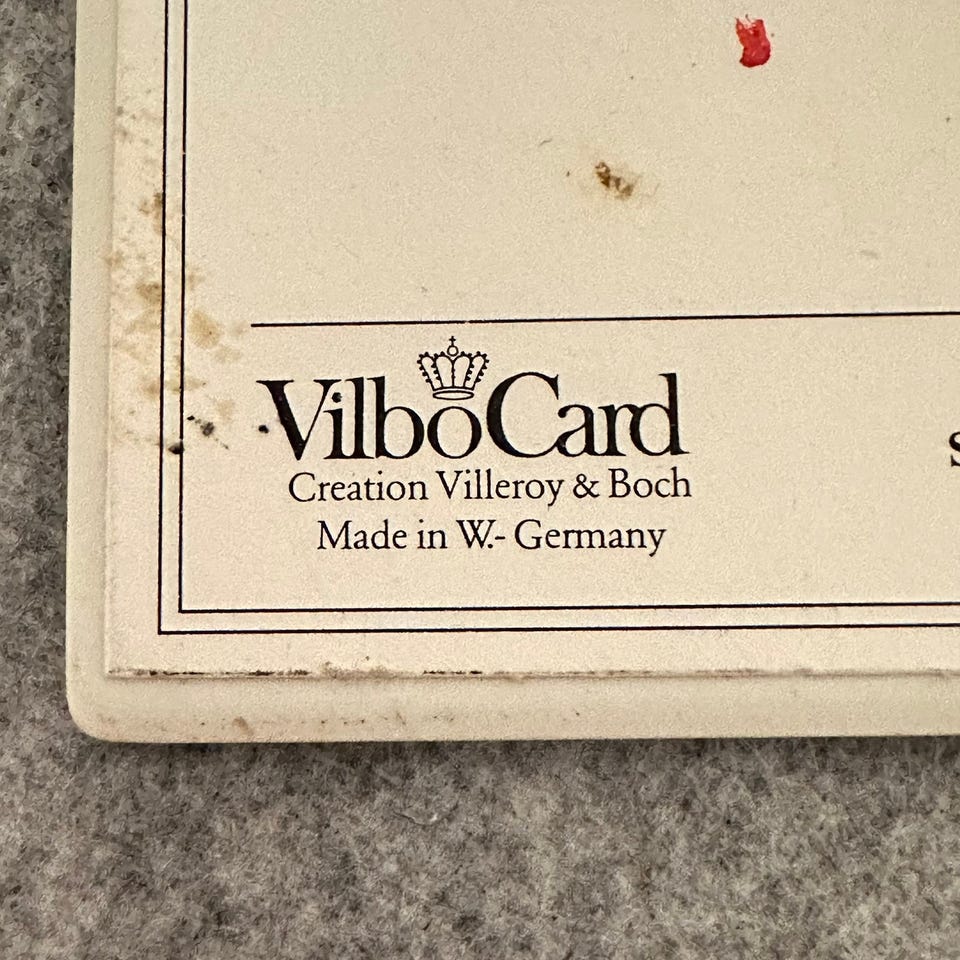 VilboCard
Creation Villeroy & Boch
Made in W.- Germany